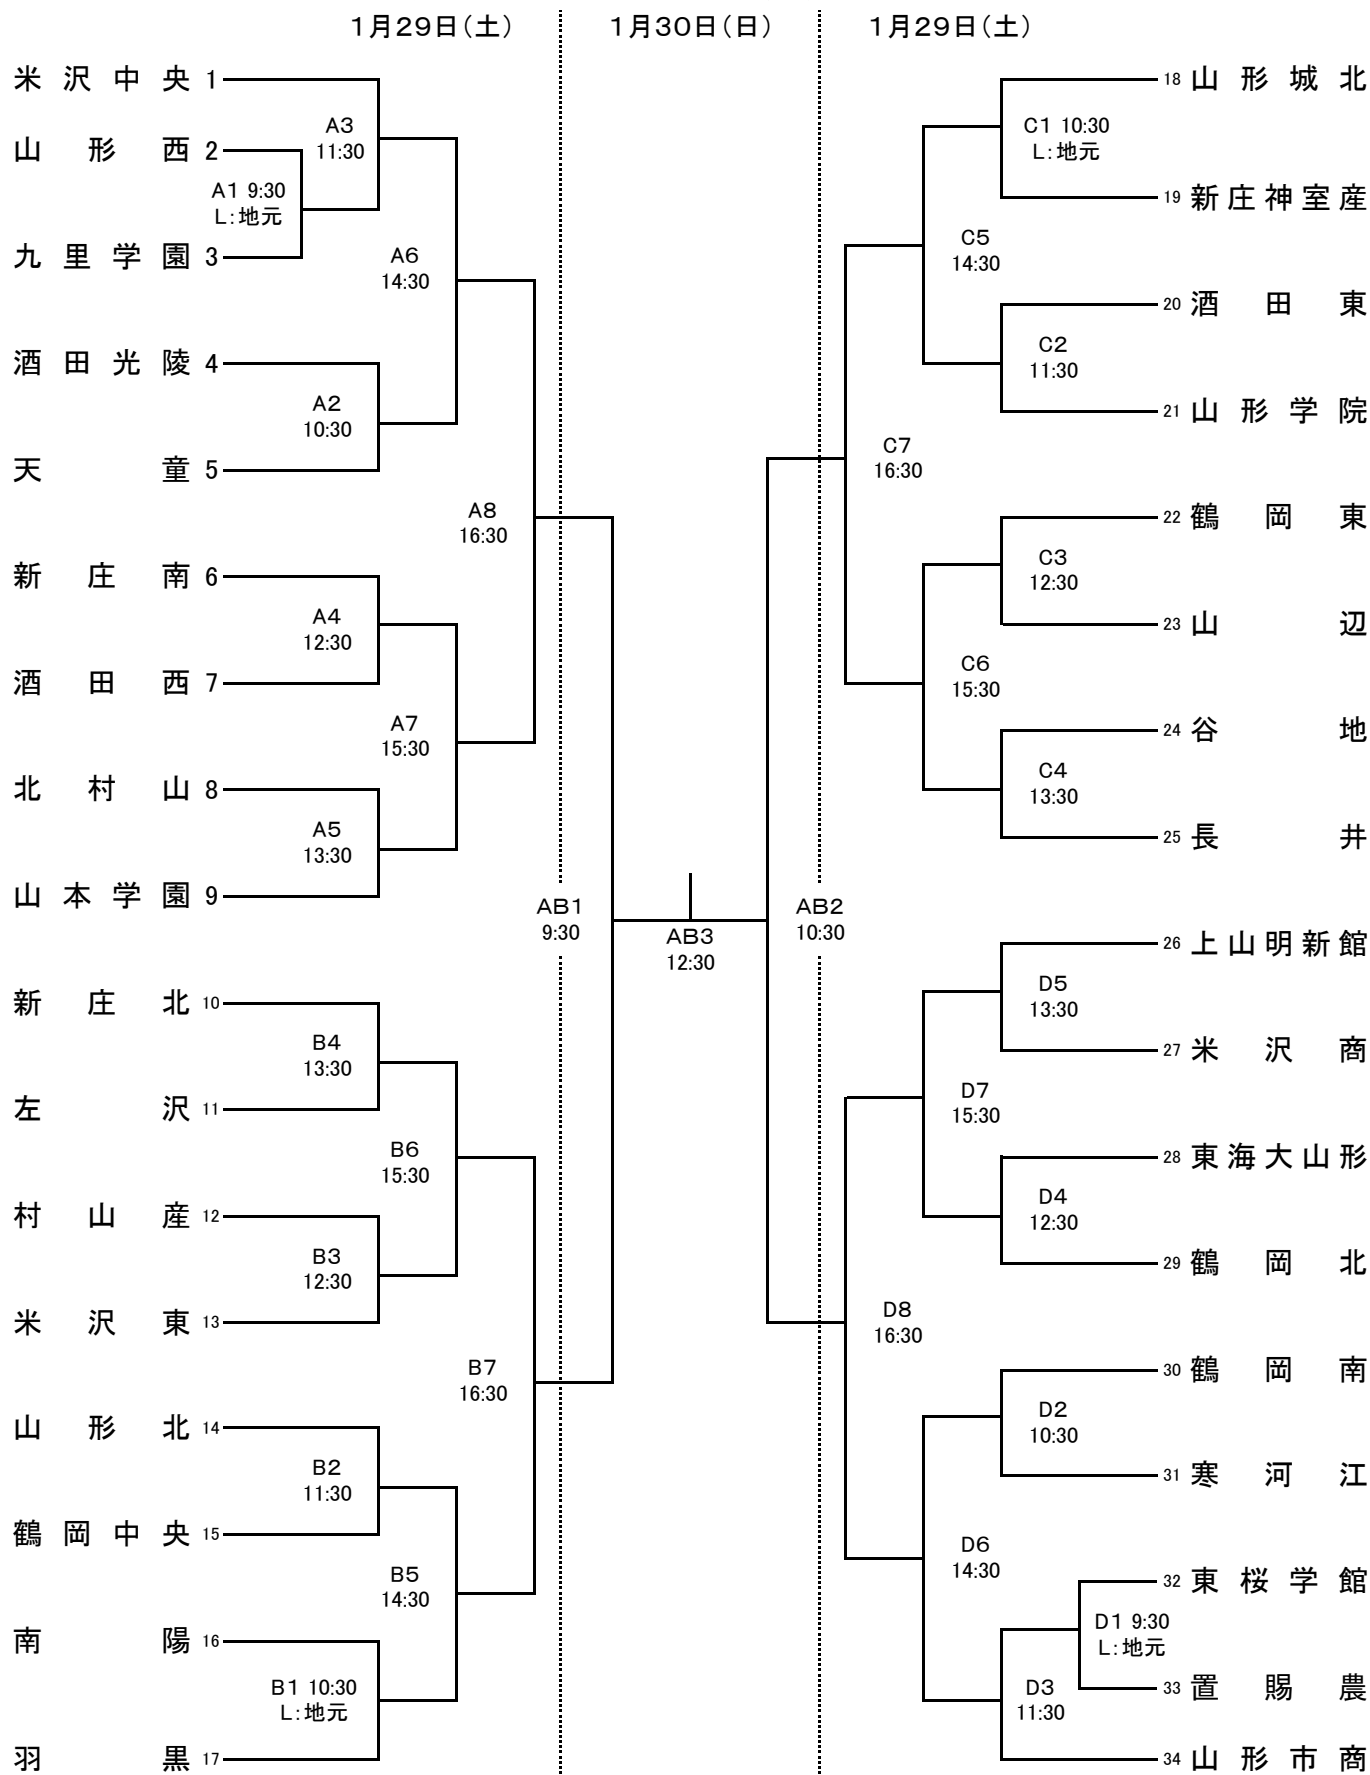 1月29日(土)
1月30日(日)
1月29日(土)
米沢中央 1
山形西 2
九里学園 3
酒田光陵 4
天童 5
新庄南 6
酒田西 7
北村山 8
山本学園 9
新庄北 10
左沢 11
村山産 12
米沢東 13
山形北 14
鶴岡中央 15
南陽 16
羽黒 17
A3
11:30
A1 9:30
L:地元
A6
14:30
A2
10:30
A8
16:30
A4
12:30
A7
15:30
A5
13:30
B4
13:30
B6
15:30
B3
12:30
B7
16:30
B2
11:30
B5
14:30
B1 10:30
L:地元
AB1
9:30
AB3
12:30
AB2
10:30
C1 10:30
L:地元
C5
14:30
C2
11:30
C7
16:30
C3
12:30
C6
15:30
C4
13:30
D5
13:30
D7
15:30
D4
12:30
D8
16:30
D2
10:30
D6
14:30
D1 9:30
L:地元
D3
11:30
18 山形城北
19 新庄神室産
20 酒田東
21 山形学院
22 鶴岡東
23 山辺
24 谷地
25 長井
26 上山明新館
27 米沢商
28 東海大山形
29 鶴岡北
30 鶴岡南
31 寒河江
32 東桜学館
33 置賜農
34 山形市商